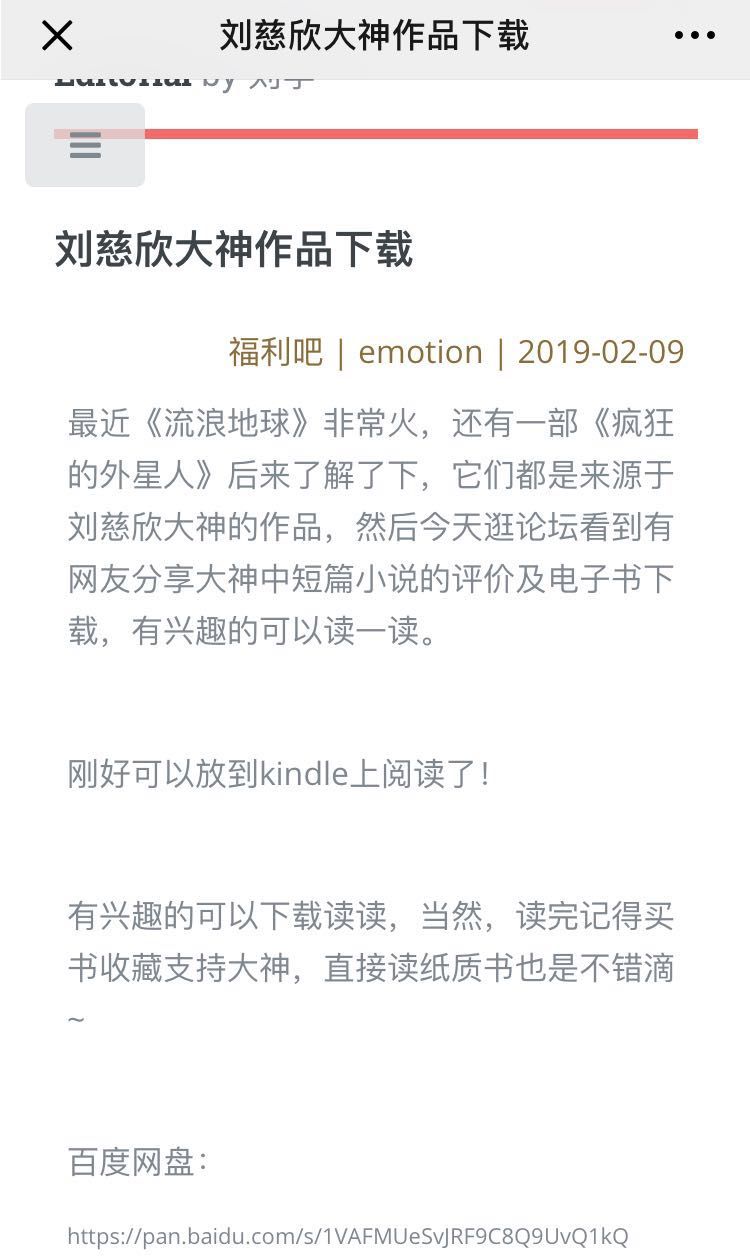 刘慈欣大神作品下载
Editorial by 刘宇
刘慈欣大神作品下载
福利吧 | emotion | 2019-02-09
最近《流浪地球》非常火，还有一部《疯狂
的外星人》后来了解了下，它们都是来源于
刘慈欣大神的作品，然后今天逛论坛看到有
网友分享大神中短篇小说的评价及电子书下
载，有兴趣的可以读一读。
刚好可以放到kindle上阅读了！
有兴趣的可以下载读读，当然，读完记得买
书收藏支持大神，直接读纸质书也是不错滴
~
百度网盘：
https://pan.baidu.com/s/1VAFMUeSvJRF9C8Q9UvQ1kQ